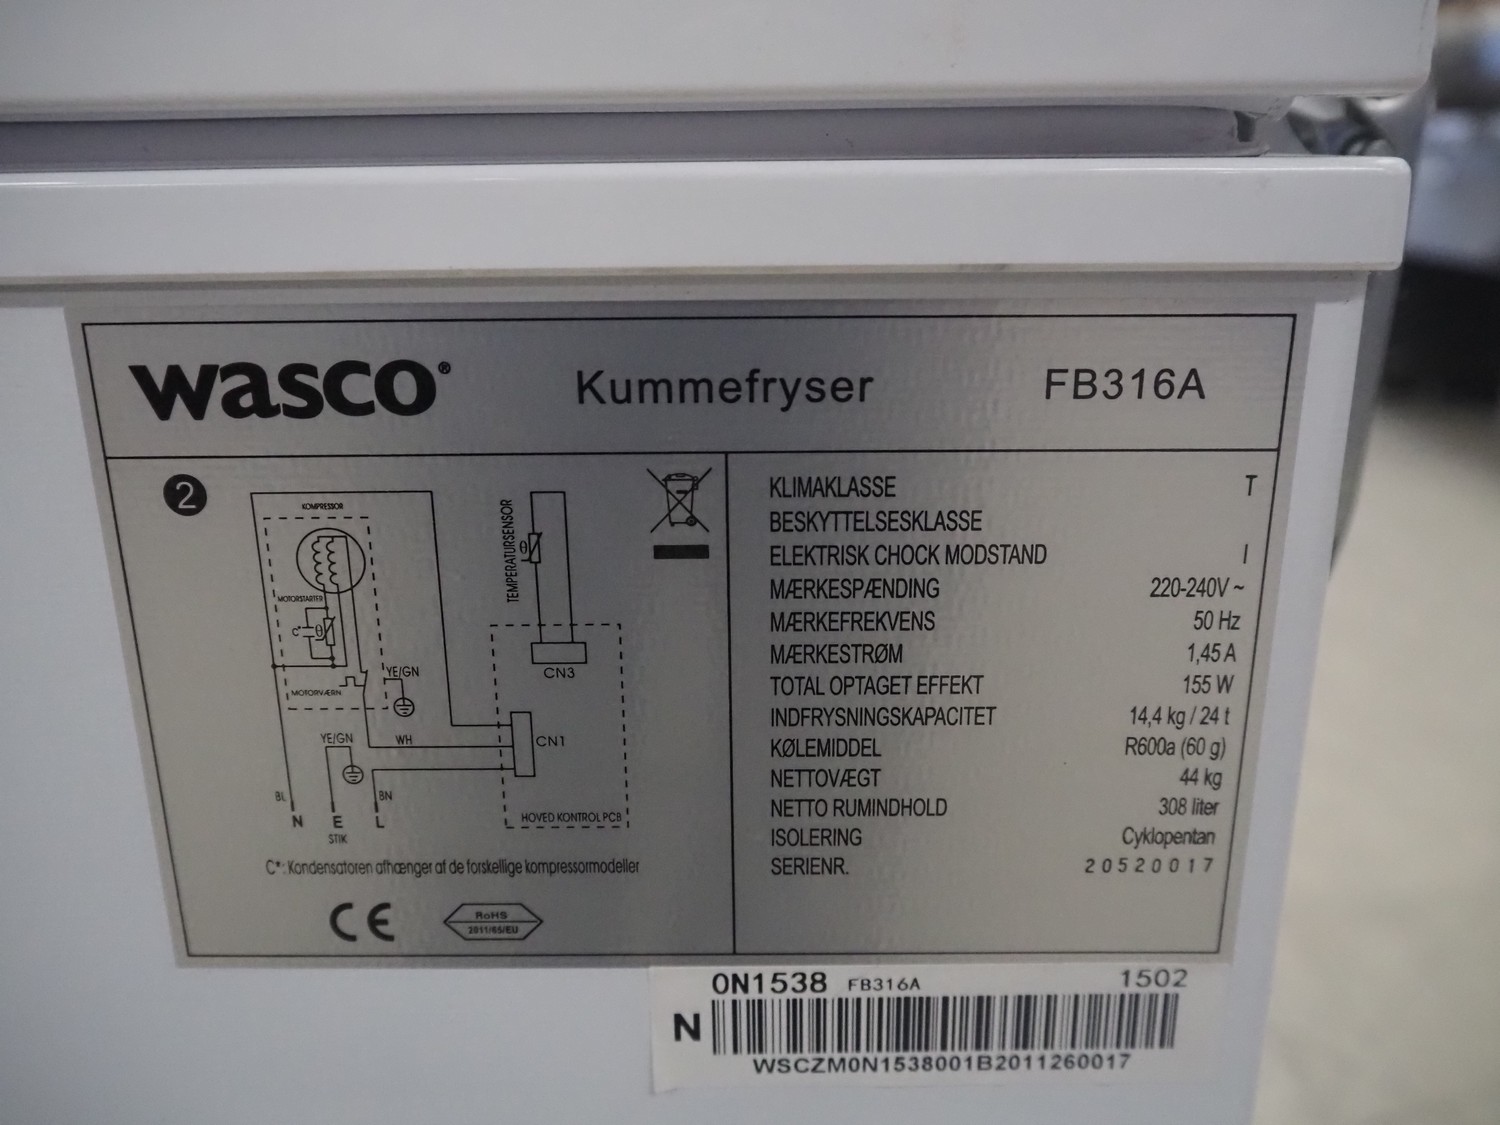 wasco® Kummefryser FB316A
2
KOMPRESSOR
MOTORSTARTER
C* θ
MOTORVÆRN
YE/GN
YE/GN
WH
BL
BN
N E L
STIK
TEMPERATURSENSOR
θ
CN3
CN1
HOVED KONTROL PCB
C*: Kondensatoren afhænger af de forskellige kompressormodeller
CE
RoHS
2011/65/EU
KLIMAKLASSE T
BESKYTTELSESKLASSE
ELEKTRISK CHOCK MODSTAND I
MÆRKESPÆNDING 220-240V ~
MÆRKEFREKVENS 50 Hz
MÆRKESTRØM 1,45 A
TOTAL OPTAGET EFFEKT 155 W
INDFRYSNINGSKAPACITET 14,4 kg / 24 t
KØLEMIDDEL R600a (60 g)
NETTOVÆGT 44 kg
NETTO RUMINDHOLD 308 liter
ISOLERING Cyklopentan
SERIENR. 20520017
0N1538 FB316A 1502
N
WSCZM0N1538001B2011260017